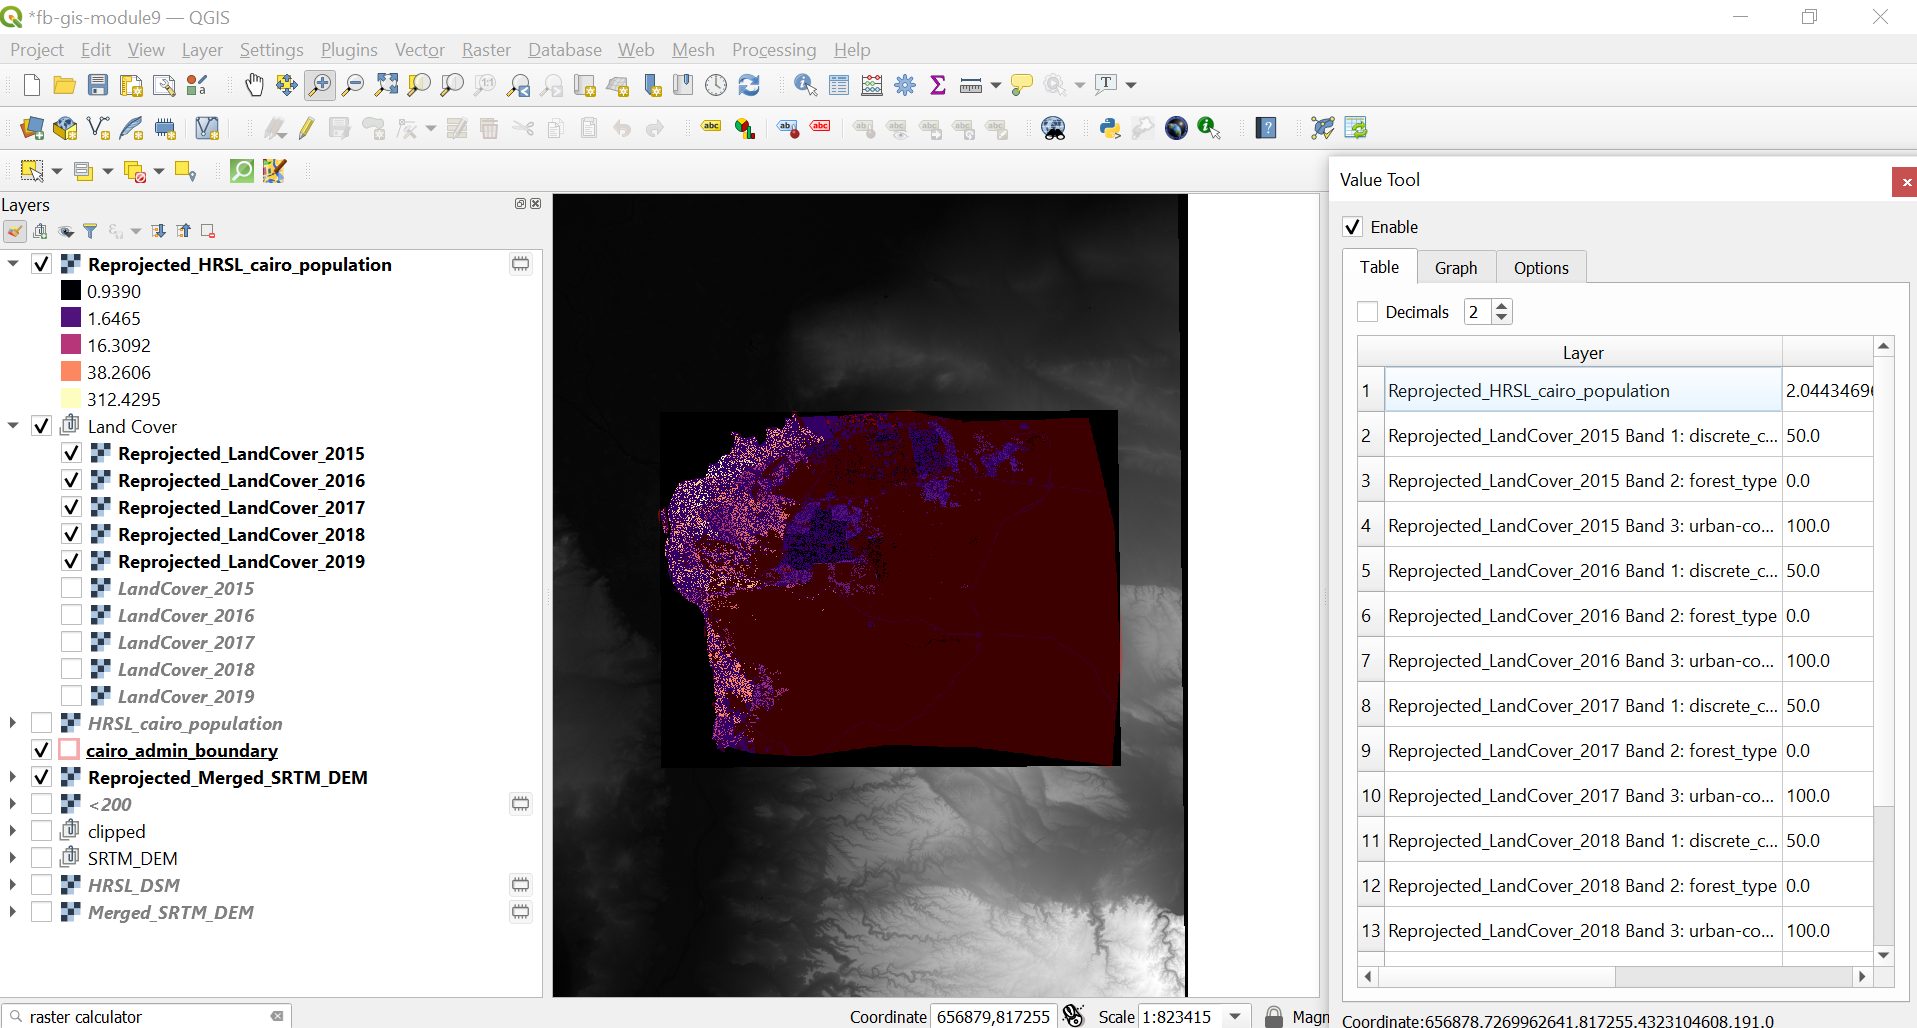 *fb-gis-module9 — QGIS
Project Edit View Layer Settings Plugins Vector Raster Database Web Mesh Processing Help
Layers
Reprojected_HRSL_cairo_population
0.9390
1.6465
16.3092
38.2606
312.4295
Land Cover
Reprojected_LandCover_2015
Reprojected_LandCover_2016
Reprojected_LandCover_2017
Reprojected_LandCover_2018
Reprojected_LandCover_2019
LandCover_2015
LandCover_2016
LandCover_2017
LandCover_2018
LandCover_2019
HRSL_cairo_population
cairo_admin_boundary
Reprojected_Merged_SRTM_DEM
<200
clipped
SRTM_DEM
HRSL_DSM
Merged_SRTM_DEM
Value Tool
Enable
Table Graph Options
Decimals 2
Layer
1 Reprojected_HRSL_cairo_population 2.0443469
2 Reprojected_LandCover_2015 Band 1: discrete_c... 50.0
3 Reprojected_LandCover_2015 Band 2: forest_type 0.0
4 Reprojected_LandCover_2015 Band 3: urban-co... 100.0
5 Reprojected_LandCover_2016 Band 1: discrete_c... 50.0
6 Reprojected_LandCover_2016 Band 2: forest_type 0.0
7 Reprojected_LandCover_2016 Band 3: urban-co... 100.0
8 Reprojected_LandCover_2017 Band 1: discrete_c... 50.0
9 Reprojected_LandCover_2017 Band 2: forest_type 0.0
10 Reprojected_LandCover_2017 Band 3: urban-co... 100.0
11 Reprojected_LandCover_2018 Band 1: discrete_c... 50.0
12 Reprojected_LandCover_2018 Band 2: forest_type 0.0
13 Reprojected_LandCover_2018 Band 3: urban-co... 100.0
raster calculator
Coordinate 656879,817255 Scale 1:823415 Magn
Coordinate:656878.7269962641,817255.4323104608,191.0